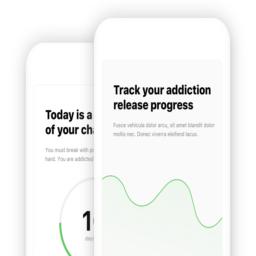 Track your addiction
release progress
Fusce vehicula dolor arcu, sit amet blandit dolor
mollis nec. Donec viverra eleifend lacus.
Today is a
of your cha
You must break with p
hard. You are addicted